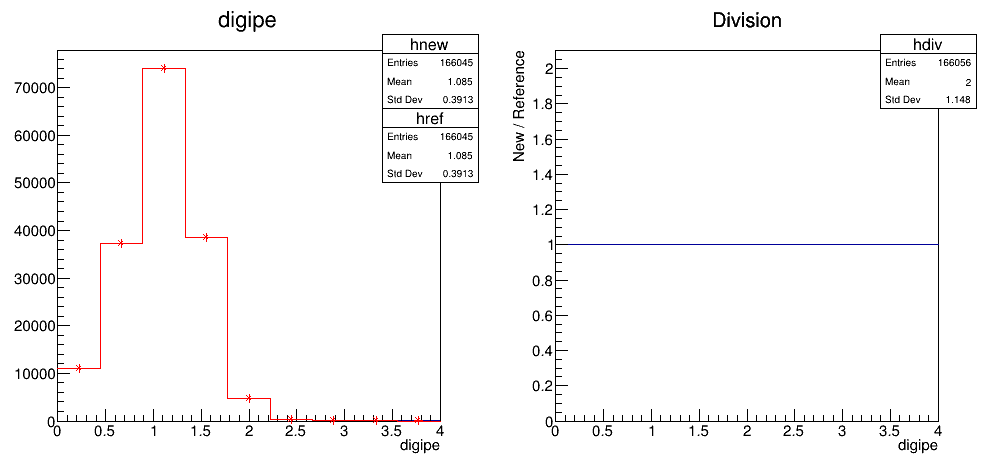 digipe
hnew
Entries 166045
Mean 1.085
Std Dev 0.3913
href
Entries 166045
Mean 1.085
Std Dev 0.3913
70000
60000
50000
40000
30000
20000
10000
0
0 0.5 1 1.5 2 2.5 3 3.5 4
digipe
Division
hdiv
Entries 166056
Mean 2
Std Dev 1.148
New / Reference
2
1.8
1.6
1.4
1.2
1
0.8
0.6
0.4
0.2
0
0 0.5 1 1.5 2 2.5 3 3.5 4
digipe